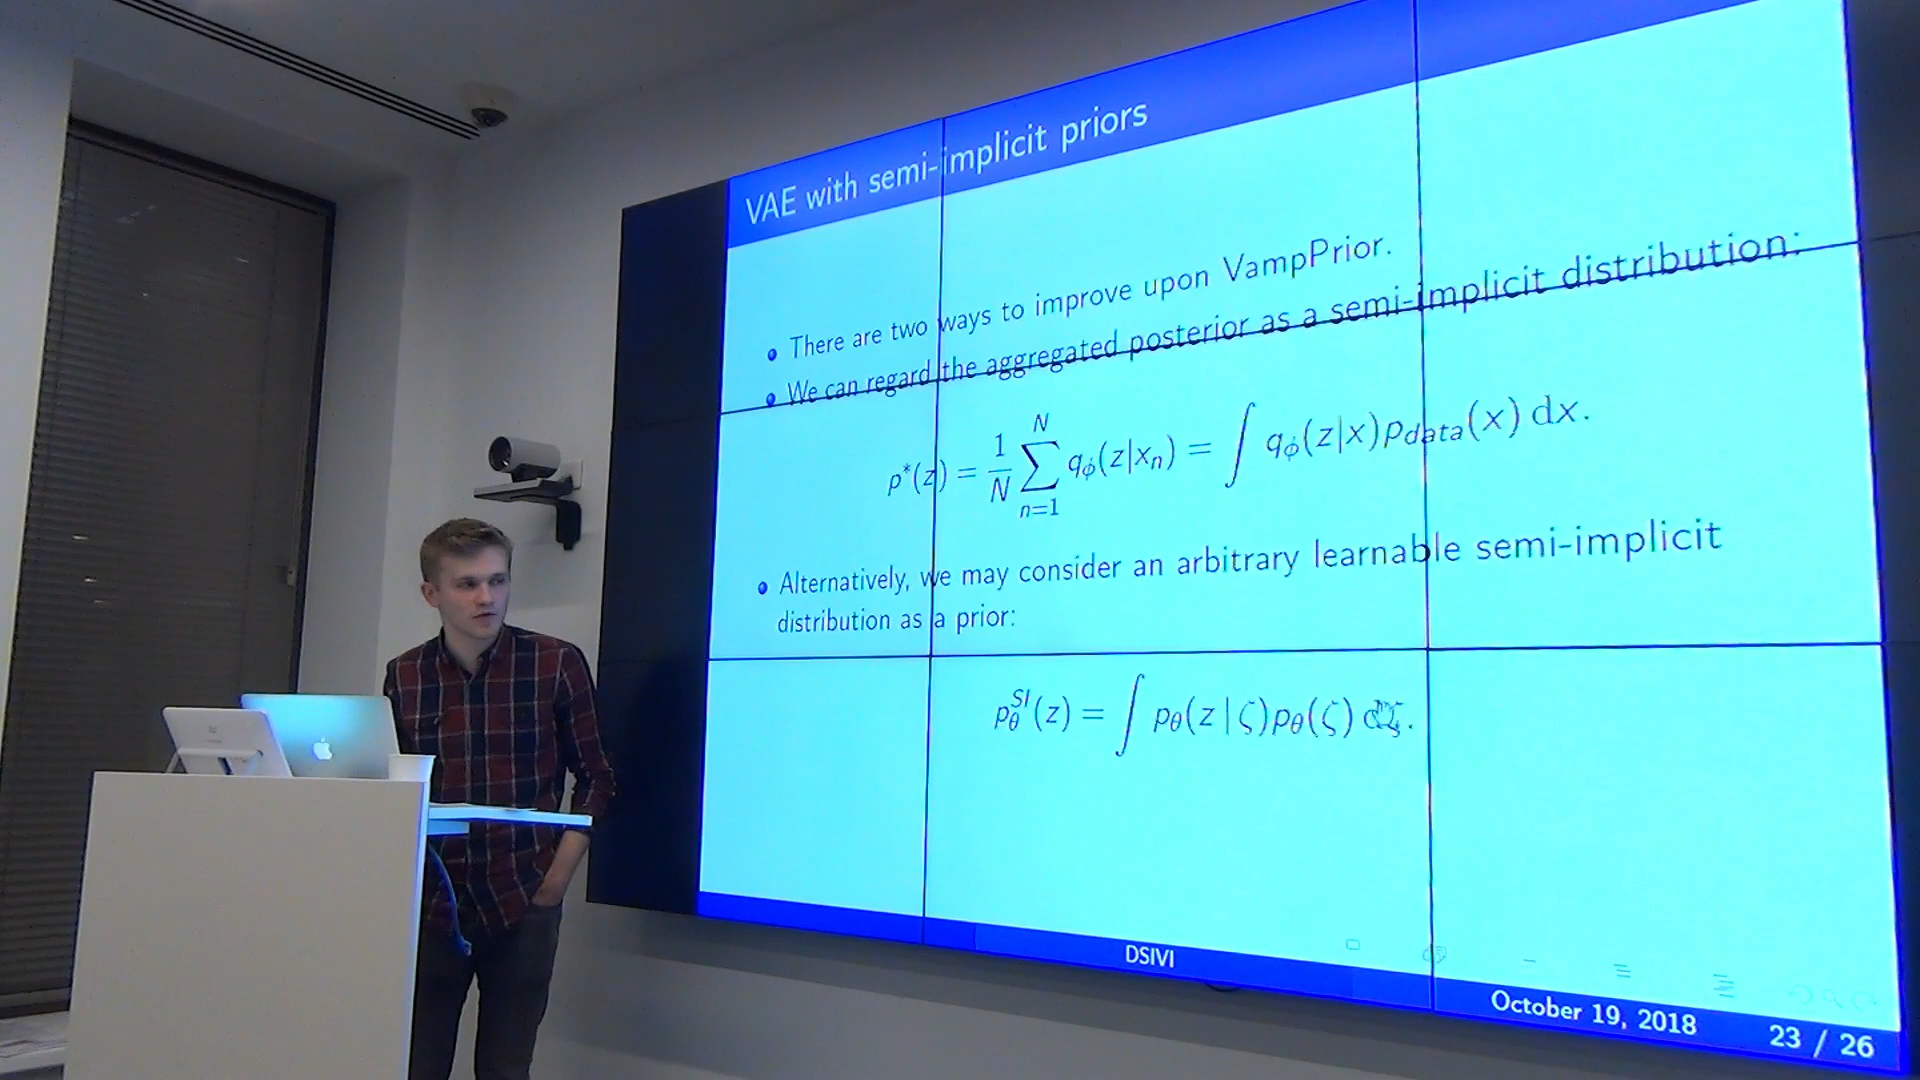 VAE with semi-implicit priors
There are two ways to improve upon VampPrior.
We can regard the aggregated posterior as a semi-implicit distribution:
p*(z) = 1/N ∑_{n=1}^{N} q_ϕ(z|x_n) = ∫ q_ϕ(z|x)p_{data}(x) dx.
Alternatively, we may consider an arbitrary learnable semi-implicit
distribution as a prior:
p_θ^{SI}(z) = ∫ p_θ(z | ζ)p_θ(ζ) dζ.
DSIVI
October 19, 2018
23 / 26